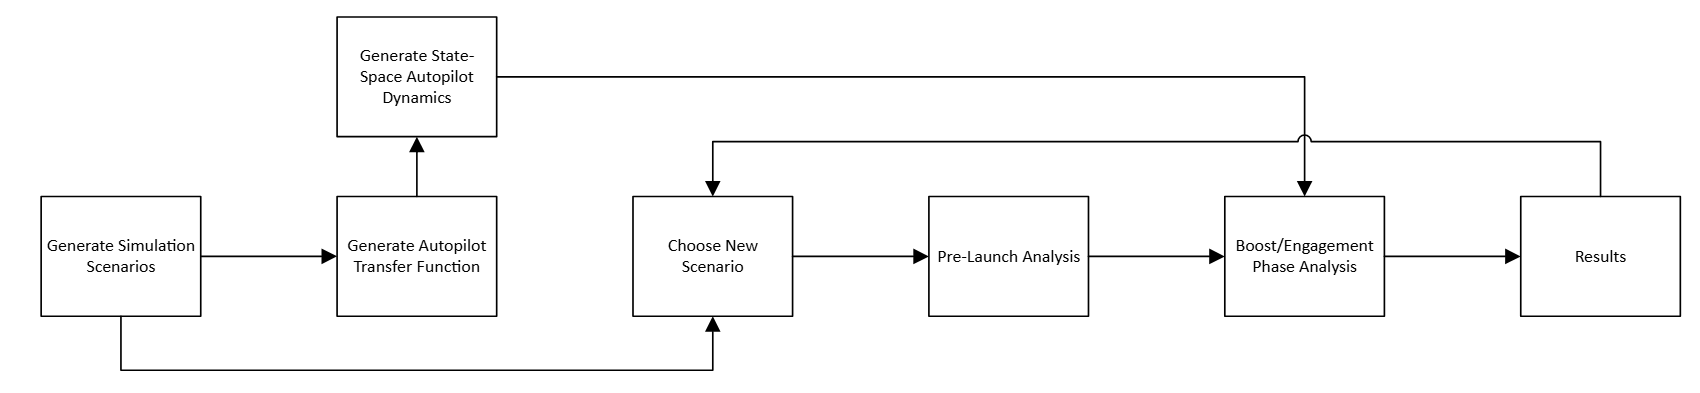 Generate State-
Space Autopilot
Dynamics
Generate Simulation
Scenarios
Generate Autopilot
Transfer Function
Choose New
Scenario
Pre-Launch Analysis
Boost/Engagement
Phase Analysis
Results